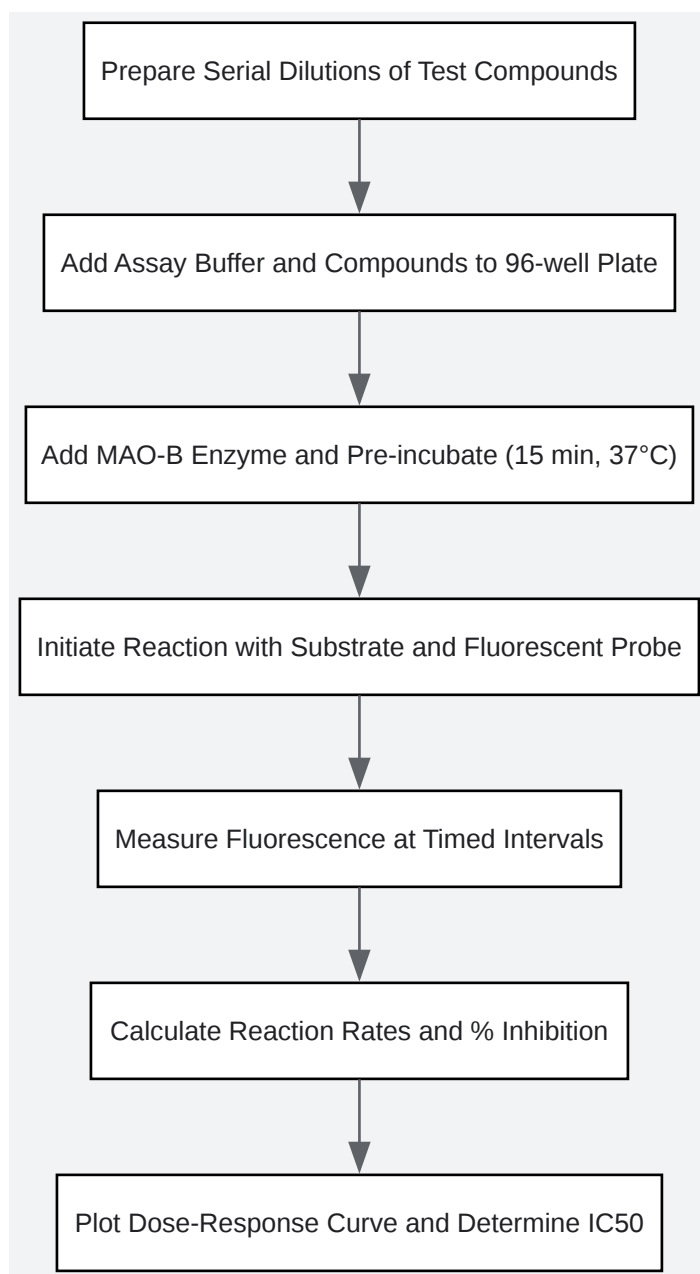 Prepare Serial Dilutions of Test Compounds
Add Assay Buffer and Compounds to 96-well Plate
Add MAO-B Enzyme and Pre-incubate (15 min, 37°C)
Initiate Reaction with Substrate and Fluorescent Probe
Measure Fluorescence at Timed Intervals
Calculate Reaction Rates and % Inhibition
Plot Dose-Response Curve and Determine IC50